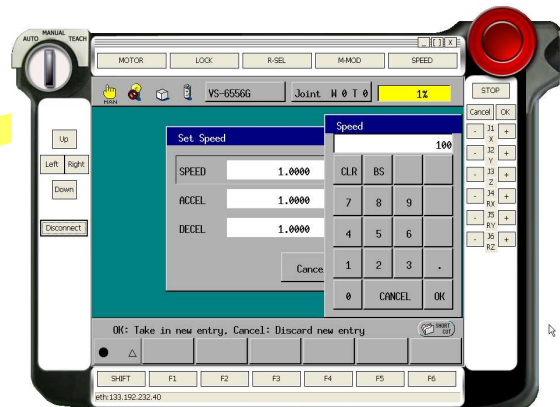 AUTO MANUAL TEACH
MOTOR LOCK R-SEL M-MOD SPEED
MAN VS-6556G Joint W 0 T 0 1%
STOP
Cancel OK
Up
Left Right
Down
Disconnect
- J1 X +
- J2 Y +
- J3 Z +
- J4 RX +
- J5 RY +
- J6 RZ +
Set Speed
SPEED 1.0000
ACCEL 1.0000
DECEL 1.0000
Cance
Speed
100
CLR BS
7 8 9
4 5 6
1 2 3 .
0 CANCEL OK
OK: Take in new entry, Cancel: Discard new entry
SHORT CUT
SHIFT F1 F2 F3 F4 F5 F6
eth:133.192.232.40